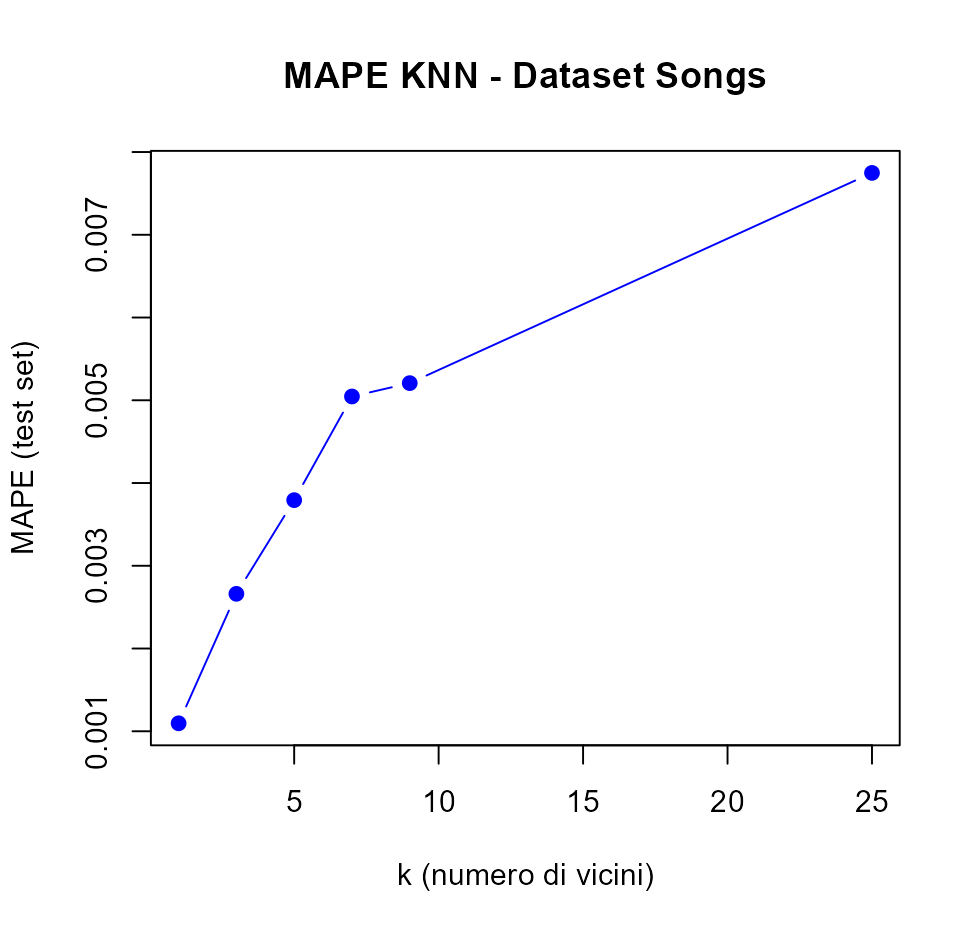 MAPE KNN - Dataset Songs
MAPE (test set)
0.007
0.005
0.003
0.001
5 10 15 20 25
k (numero di vicini)